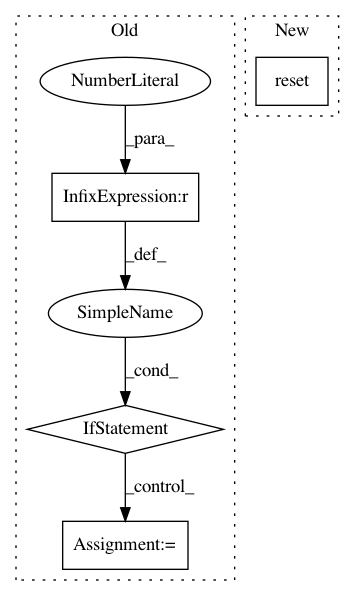 Old
New
NumberLiteral
reset
_para_
InfixExpression:r
_def_
SimpleName
_cond_
IfStatement
_control_
Assignment:=